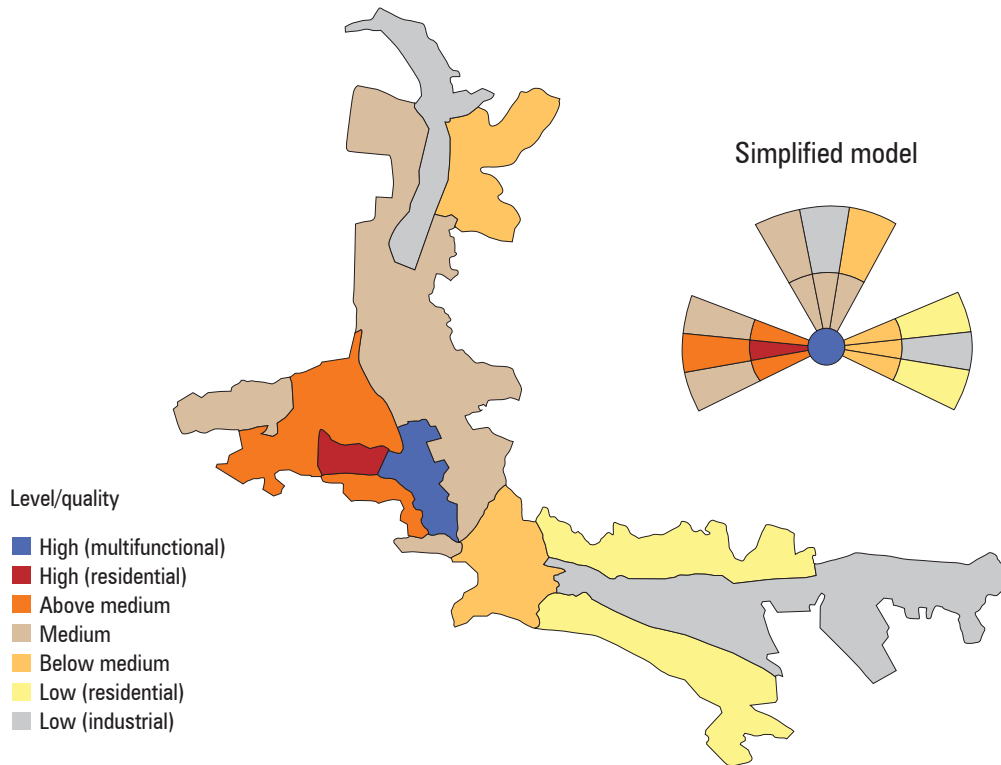 Simplified model
Level/quality
High (multifunctional)
High (residential)
Above medium
Medium
Below medium
Low (residential)
Low (industrial)